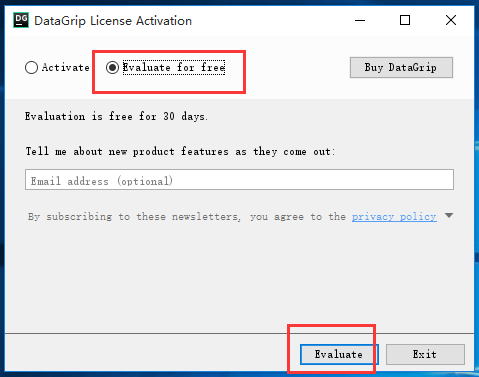 DG DataGrip License Activation
Activate Evaluate for free Buy DataGrip
Evaluation is free for 30 days.
Tell me about new product features as they come out:
Email address (optional)
By subscribing to these newsletters, you agree to the privacy policy
Evaluate Exit